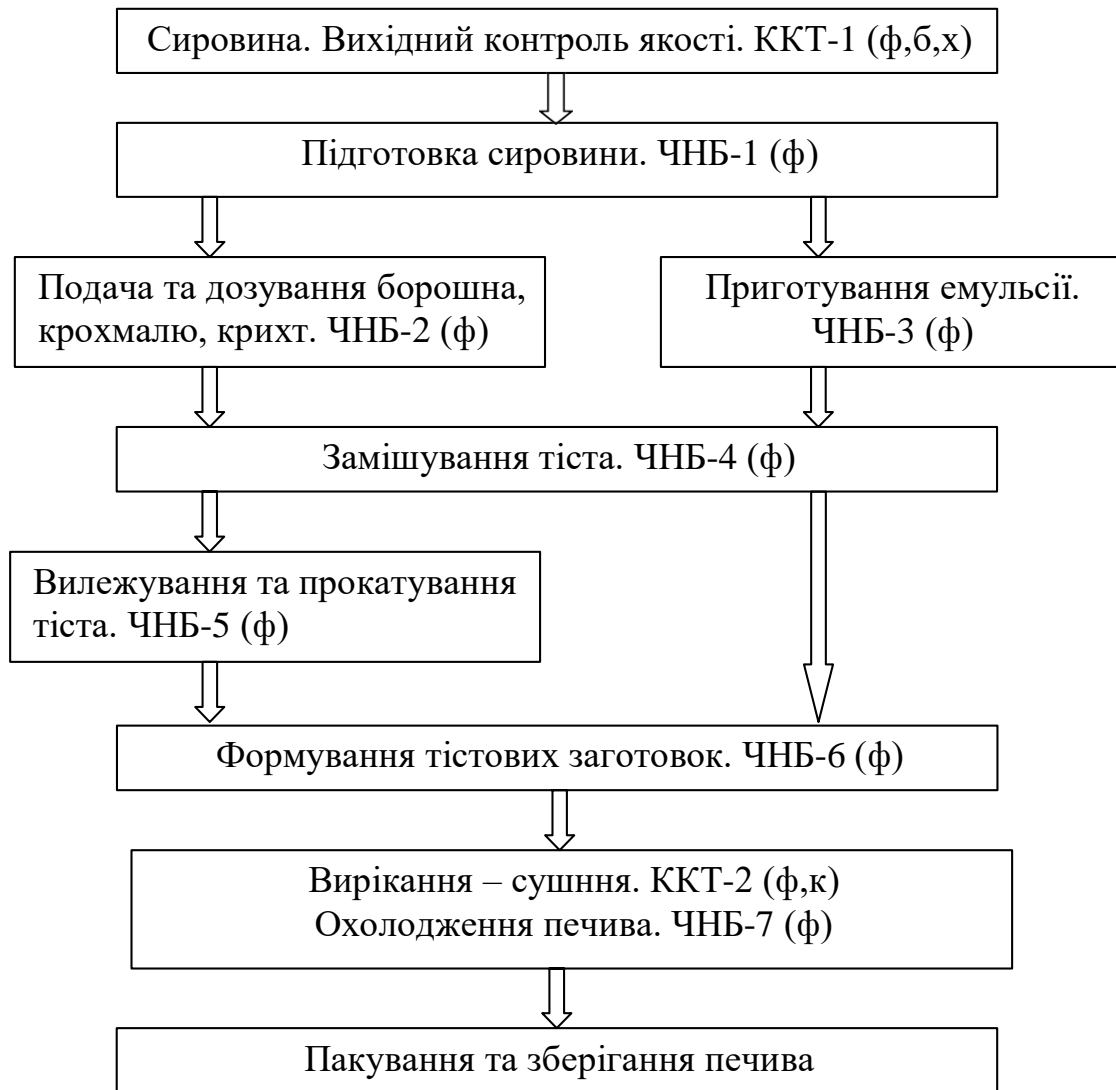 Сировина. Вихідний контроль якості. ККТ-1 (ф,б,х)
Підготовка сировини. ЧНБ-1 (ф)
Подача та дозування борошна,
крохмалю, крихт. ЧНБ-2 (ф)
Приготування емульсії.
ЧНБ-3 (ф)
Замішування тіста. ЧНБ-4 (ф)
Вилежування та прокатування
тіста. ЧНБ-5 (ф)
Формування тістових заготовок. ЧНБ-6 (ф)
Вирікання – сушння. ККТ-2 (ф,к)
Охолодження печива. ЧНБ-7 (ф)
Пакування та зберігання печива